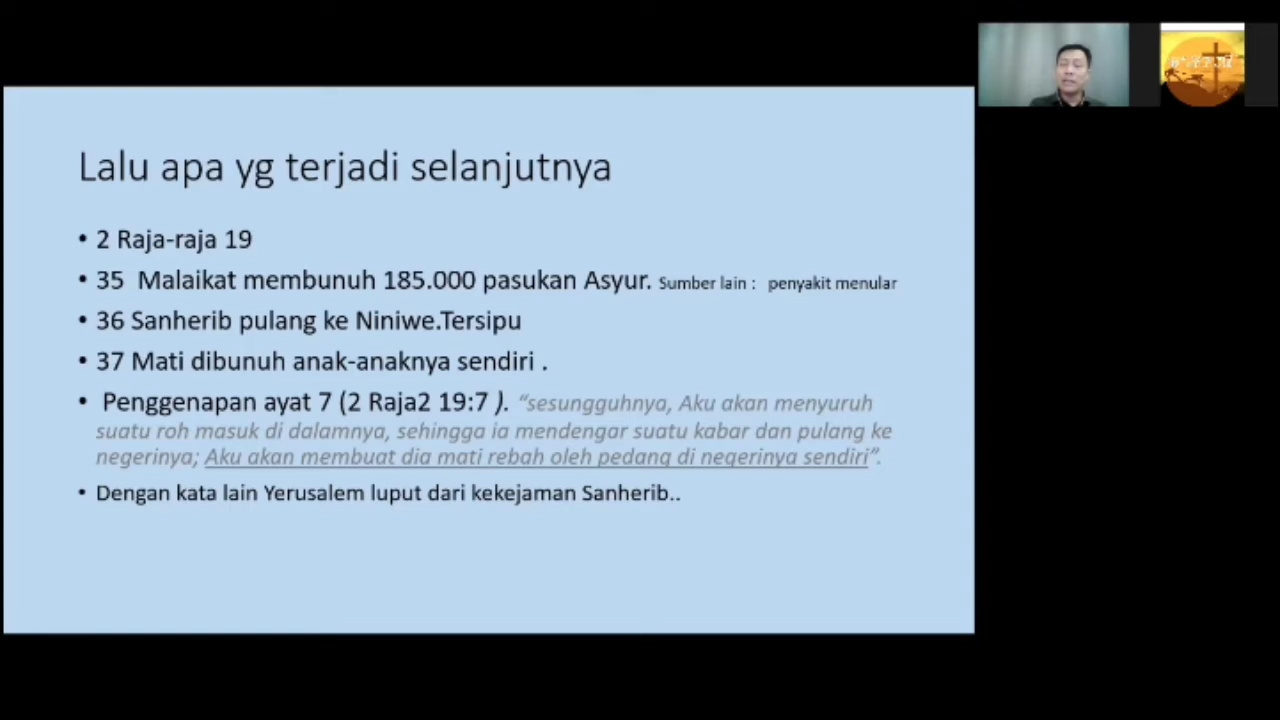 Lalu apa yg terjadi selanjutnya
• 2 Raja-raja 19
• 35 Malaikat membunuh 185.000 pasukan Asyur. Sumber lain : penyakit menular
• 36 Sanherib pulang ke Niniwe.Tersipu
• 37 Mati dibunuh anak-anaknya sendiri .
• Penggenapan ayat 7 (2 Raja2 19:7 ). “sesungguhnya, Aku akan menyuruh
suatu roh masuk di dalamnya, sehingga ia mendengar suatu kabar dan pulang ke
negerinya; Aku akan membuat dia mati rebah oleh pedang di negerinya sendiri”.
• Dengan kata lain Yerusalem luput dari kekejaman Sanherib..